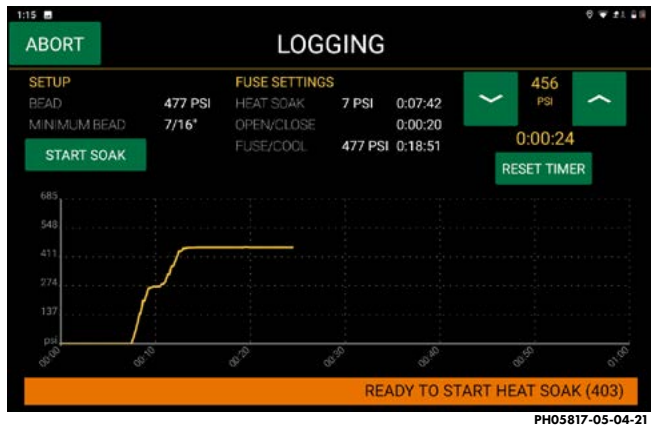 1:15
ABORT
LOGGING
SETUP
BEAD 477 PSI
MINIMUM BEAD 7/16"
START SOAK
FUSE SETTINGS
HEAT SOAK 7 PSI 0:07:42
OPEN/CLOSE 0:00:20
FUSE/COOL 477 PSI 0:18:51
456
PSI
0:00:24
RESET TIMER
685
548
411
274
137
psi
00:00 00:10 00:20 00:30 00:40 00:50 01:00
READY TO START HEAT SOAK (403)
PH05817-05-04-21